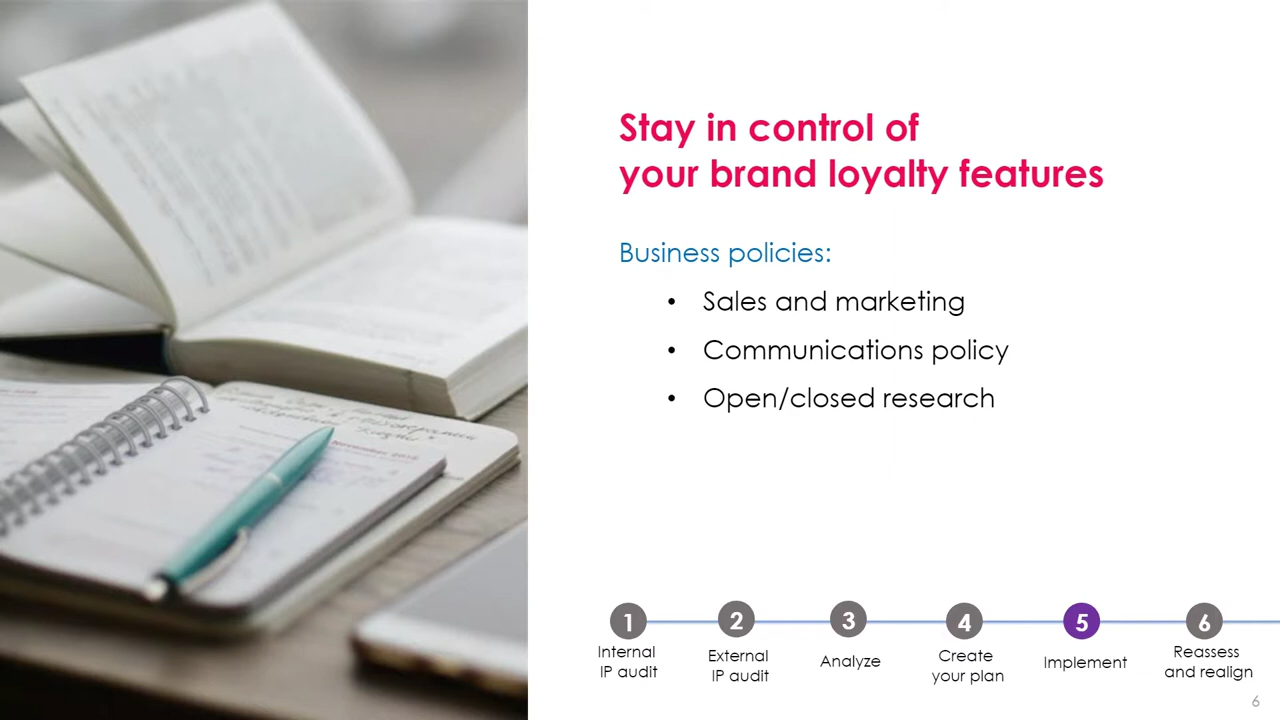 Stay in control of
your brand loyalty features
Business policies:
• Sales and marketing
• Communications policy
• Open/closed research
1
2
3
4
5
6
Internal
IP audit
External
IP audit
Analyze
Create
your plan
Implement
Reassess
and realign
6